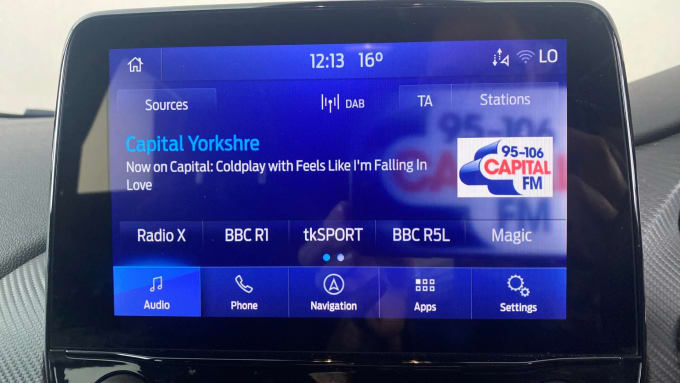 12:13 16° LO
Sources DAB TA Stations
Capital Yorkshre
Now on Capital: Coldplay with Feels Like I'm Falling In
Love
95-106
CAPITAL
FM
Radio X BBC R1 tkSPORT BBC R5L Magic
Audio Phone Navigation Apps Settings